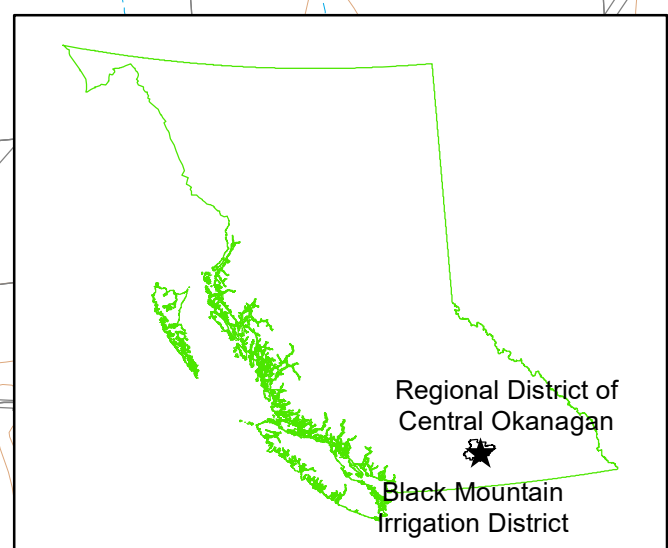 Regional District of
Central Okanagan
Black Mountain
Irrigation District